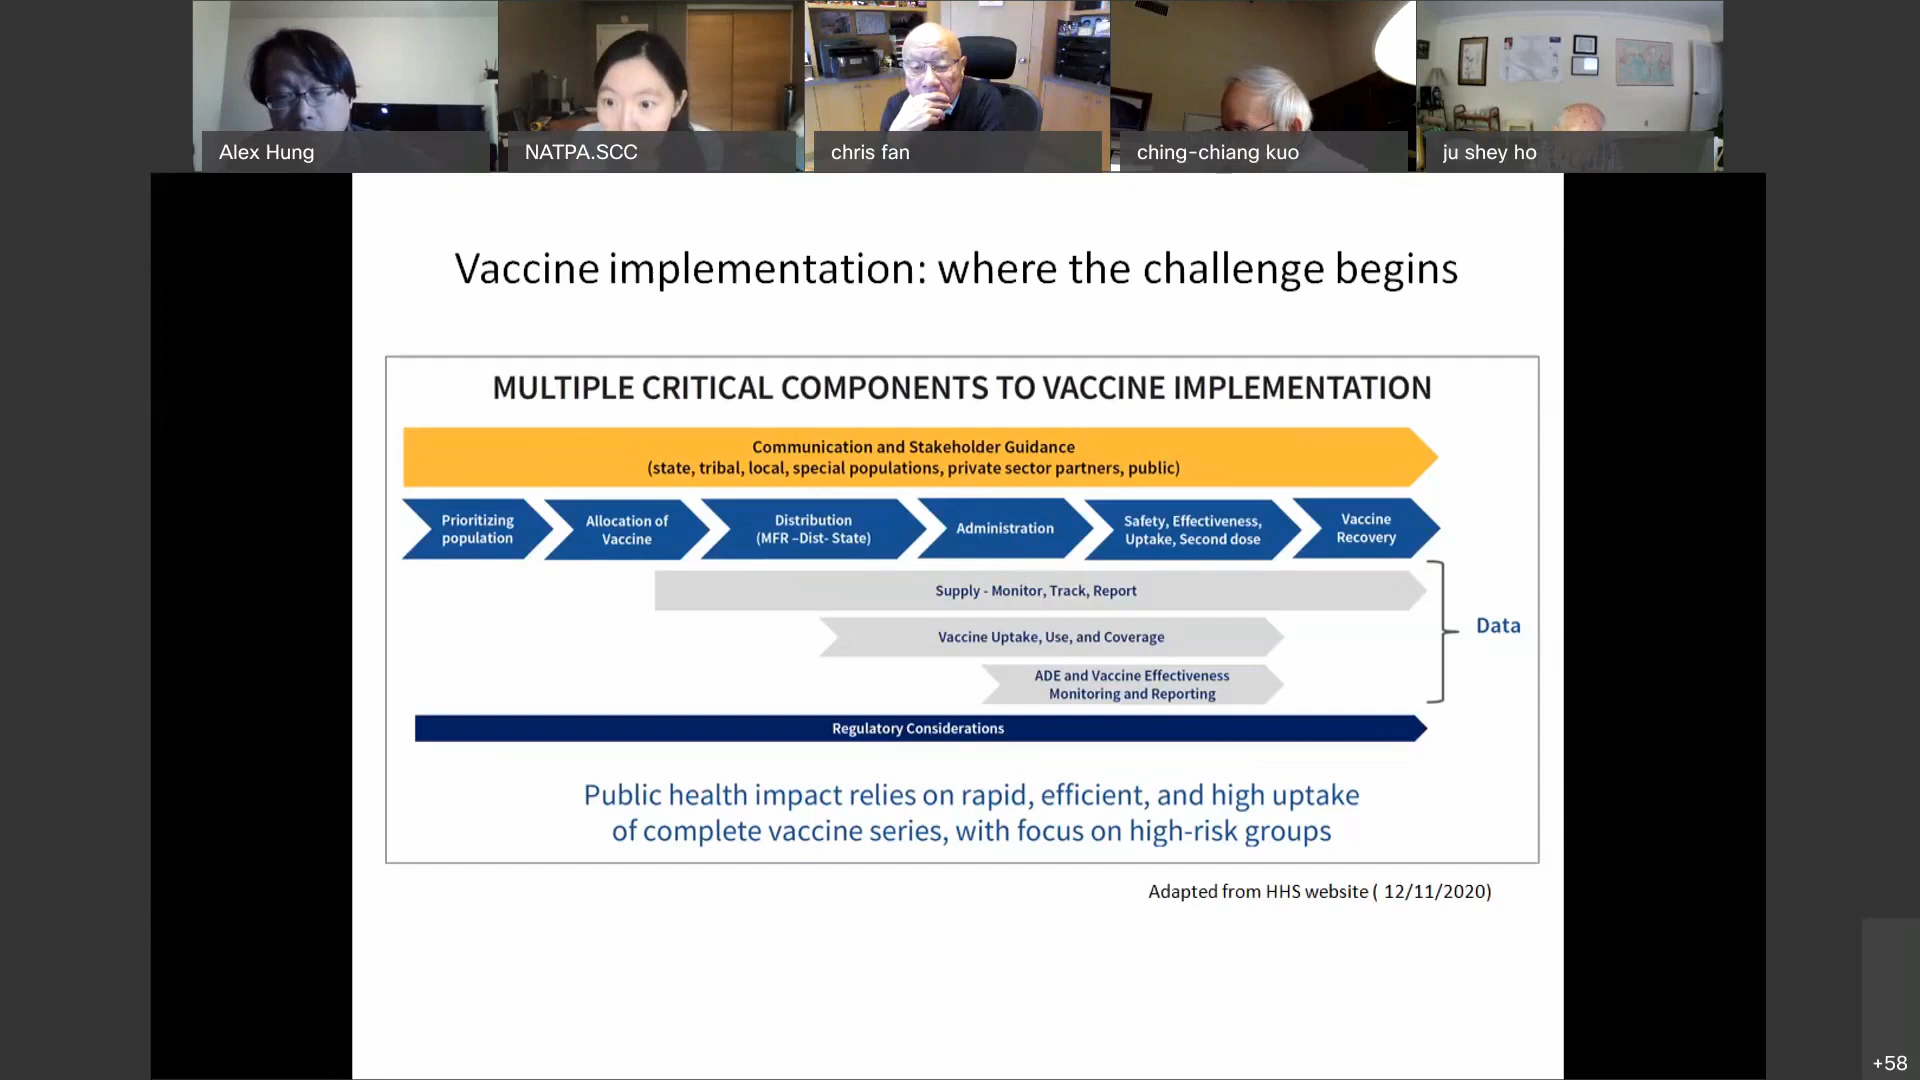 Alex Hung
NATPA.SCC
chris fan
ching-chiang kuo
ju shey ho
Vaccine implementation: where the challenge begins
MULTIPLE CRITICAL COMPONENTS TO VACCINE IMPLEMENTATION
Communication and Stakeholder Guidance
(state, tribal, local, special populations, private sector partners, public)
Prioritizing
population
Allocation of
Vaccine
Distribution
(MFR –Dist- State)
Administration
Safety, Effectiveness,
Uptake, Second dose
Vaccine
Recovery
Supply - Monitor, Track, Report
Vaccine Uptake, Use, and Coverage
ADE and Vaccine Effectiveness
Monitoring and Reporting
Data
Regulatory Considerations
Public health impact relies on rapid, efficient, and high uptake
of complete vaccine series, with focus on high-risk groups
Adapted from HHS website ( 12/11/2020)
+58